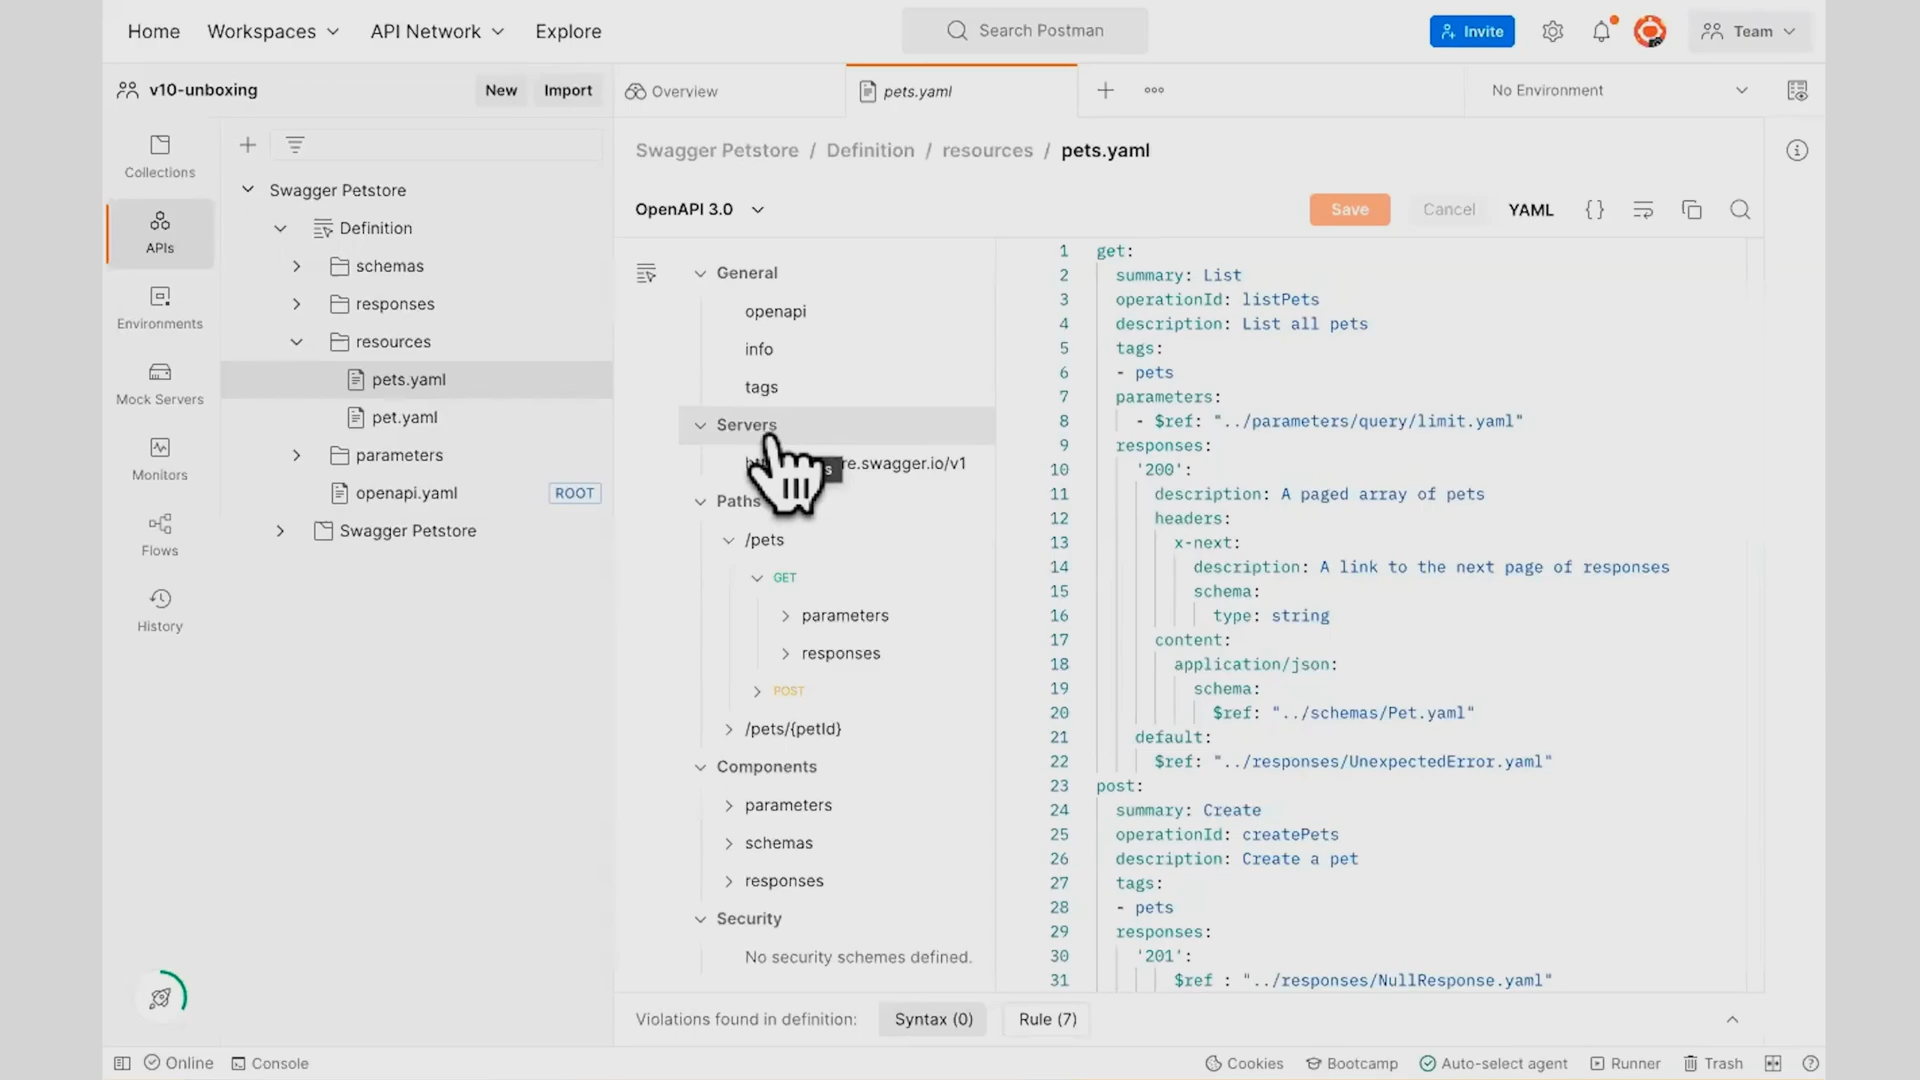 Home Workspaces API Network Explore Search Postman Invite Team
v10-unboxing New Import Overview pets.yaml No Environment
Collections
APIs
Environments
Mock Servers
Monitors
Flows
History
Swagger Petstore
Definition
schemas
responses
resources
pets.yaml
pet.yaml
parameters
openapi.yaml ROOT
Swagger Petstore
Swagger Petstore / Definition / resources / pets.yaml
OpenAPI 3.0 Save Cancel YAML {}
General
openapi
info
tags
Servers
re.swagger.io/v1
Paths
/pets
GET
parameters
responses
POST
/pets/{petId}
Components
parameters
schemas
responses
Security
No security schemes defined.
1 get:
2 summary: List
3 operationId: listPets
4 description: List all pets
5 tags:
6 - pets
7 parameters:
8 - $ref: "../parameters/query/limit.yaml"
9 responses:
10 '200':
11 description: A paged array of pets
12 headers:
13 x-next:
14 description: A link to the next page of responses
15 schema:
16 type: string
17 content:
18 application/json:
19 schema:
20 $ref: "../schemas/Pet.yaml"
21 default:
22 $ref: "../responses/UnexpectedError.yaml"
23 post:
24 summary: Create
25 operationId: createPets
26 description: Create a pet
27 tags:
28 - pets
29 responses:
30 '201':
31 $ref : "../responses/NullResponse.yaml"
Violations found in definition: Syntax (0) Rule (7)
Online Console Cookies Bootcamp Auto-select agent Runner Trash